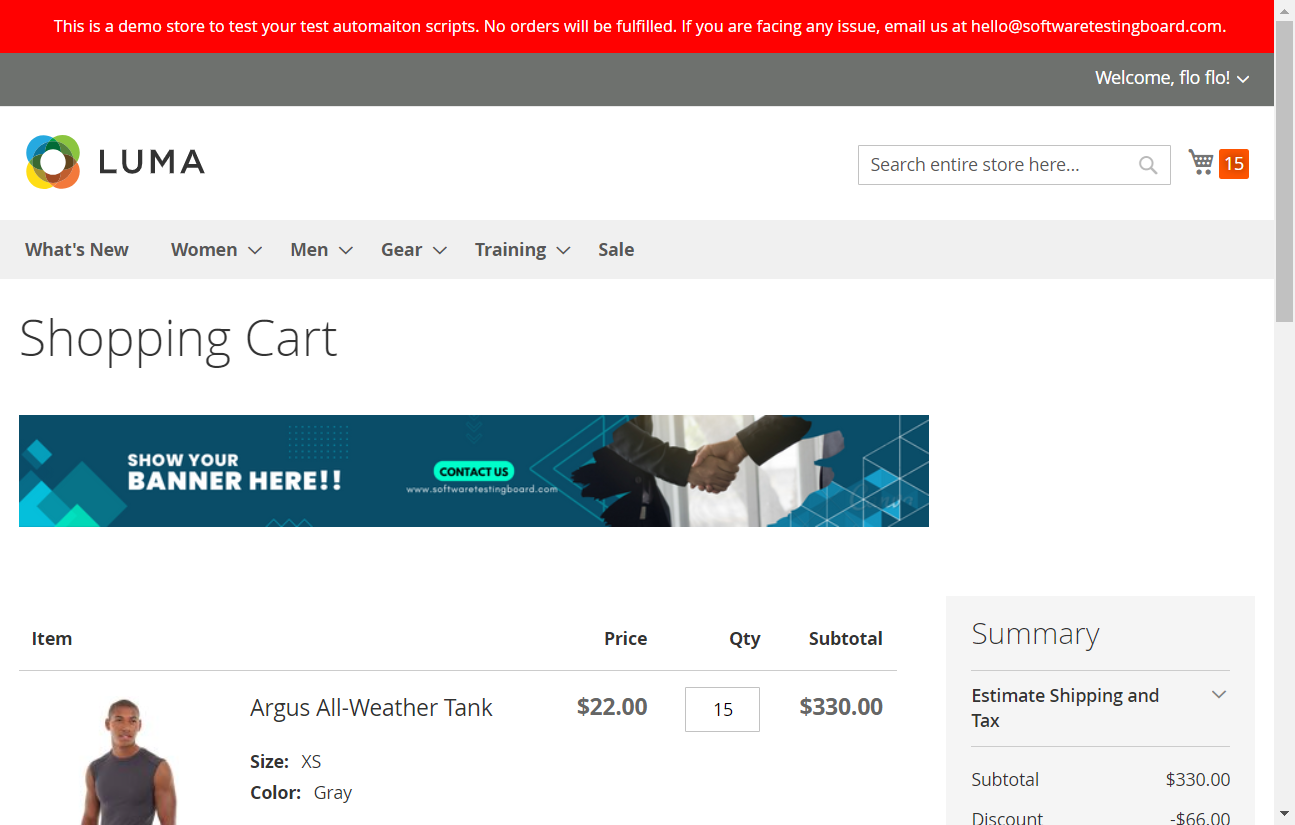 This is a demo store to test your test automaiton scripts. No orders will be fulfilled. If you are facing any issue, email us at hello@softwaretestingboard.com.
Welcome, flo flo!
LUMA
Search entire store here...
15
What's New
Women
Men
Gear
Training
Sale
Shopping Cart
SHOW YOUR
BANNER HERE!!
CONTACT US
www.softwaretestingboard.com
Item
Price
Qty
Subtotal
Argus All-Weather Tank
$22.00
15
$330.00
Size: XS
Color: Gray
Summary
Estimate Shipping and
Tax
Subtotal
$330.00
Discount
-$66.00